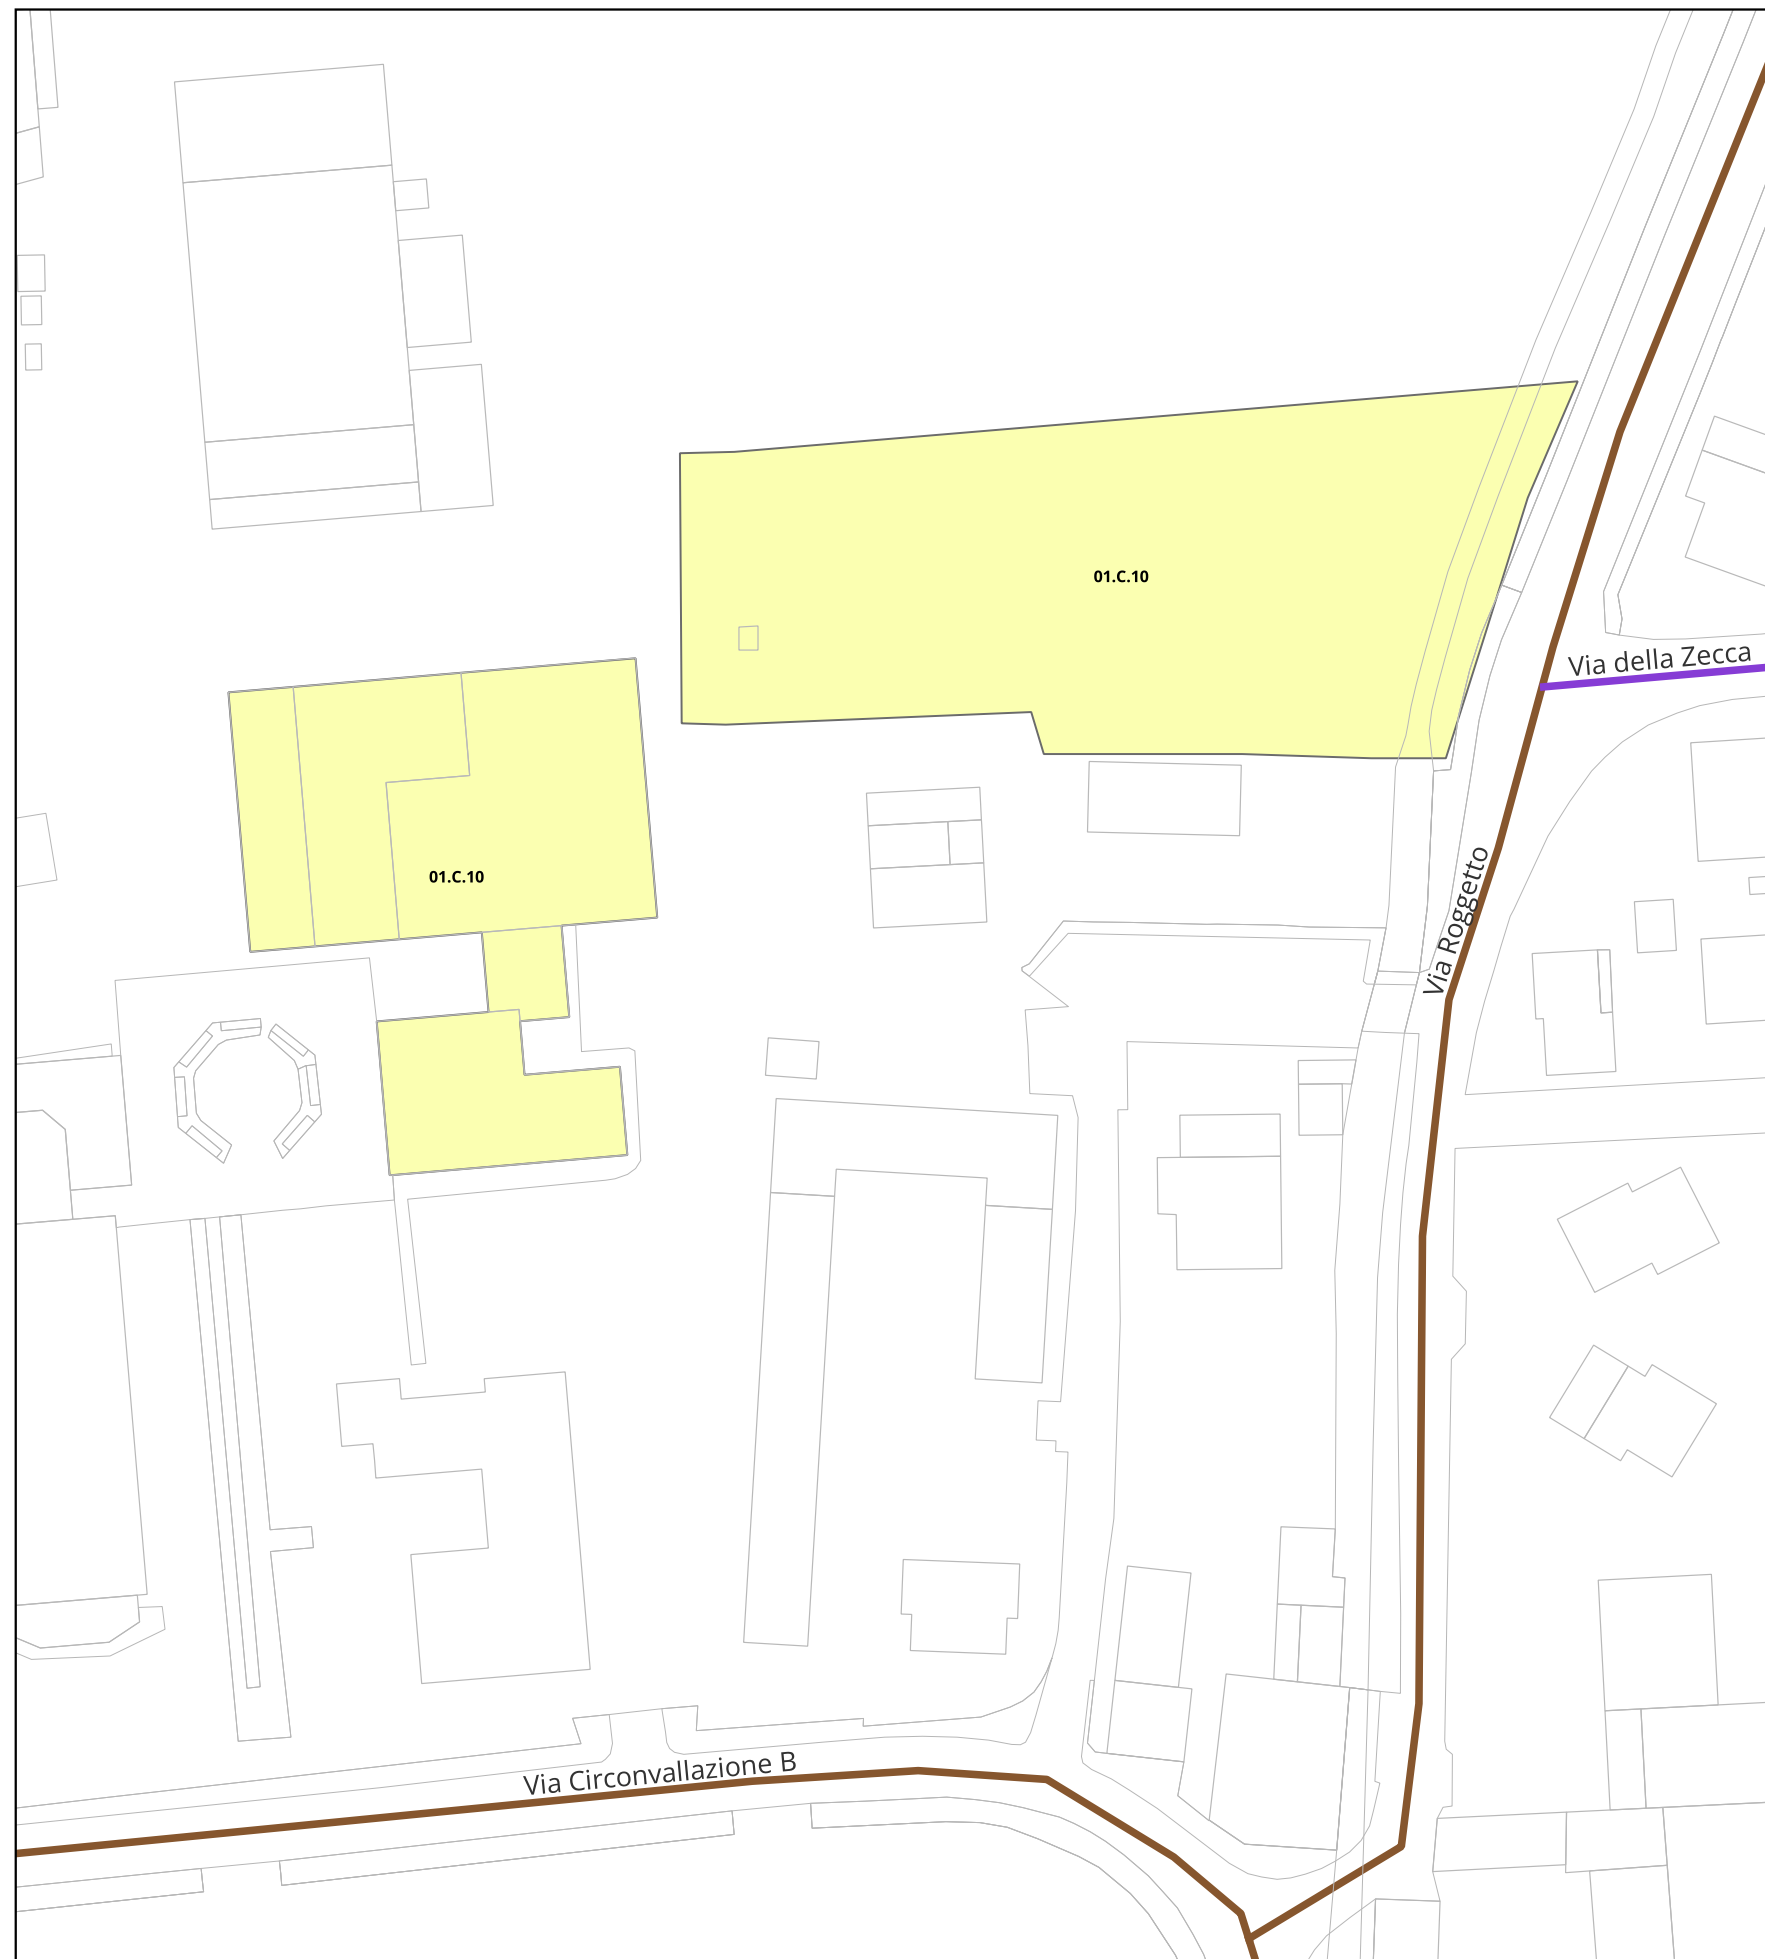 01.C.10
Via della Zecca
01.C.10
Via Roggetto
Via Circonvallazione B